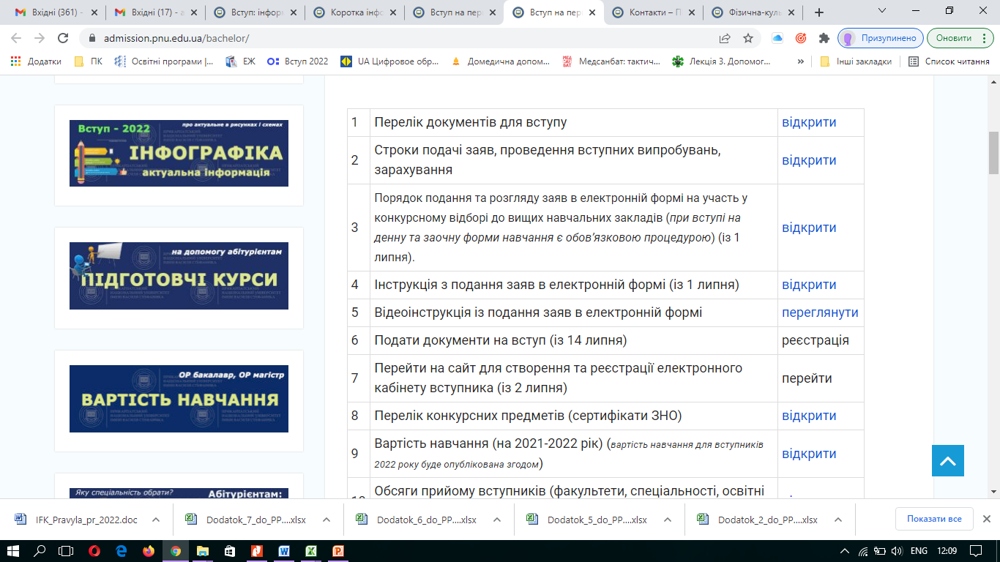 Вхідні (361) -
Вхідні (17) - а
Вступ: інфор
Коротка інфо
Вступ на пер
Вступ на пер
Контакти – П
Фізична-куль
admission.pnu.edu.ua/bachelor/
Призупинено
Оновити
Додатки
ПК
Освітні програми |...
ЕЖ
Вступ 2022
UA Цифровое обр...
Домедична допом...
Медсанбат: тактич...
Лекція 3. Допомог...
»
Інші закладки
Список читання
Вступ - 2022
про актуальне в рисунках і схемах
ІНФОГРАФІКА
актуальна інформація
на допомогу абітурієнтам
ПІДГОТОВЧІ КУРСИ
ОР бакалавр, ОР магістр
ВАРТІСТЬ НАВЧАННЯ
Яку спеціальність обрати?
Абітурієнтам:
1 Перелік документів для вступу відкрити
2 Строки подачі заяв, проведення вступних випробувань,
зарахування
відкрити
3 Порядок подання та розгляду заяв в електронній формі на участь у
конкурсному відборі до вищих навчальних закладів (при вступі на
денну та заочну форми навчання є обов’язковою процедурою) (із 1
липня).
відкрити
4 Інструкція з подання заяв в електронній формі (із 1 липня) відкрити
5 Відеоінструкція із подання заяв в електронній формі переглянути
6 Подати документи на вступ (із 14 липня) реєстрація
7 Перейти на сайт для створення та реєстрації електронного
кабінету вступника (із 2 липня)
перейти
8 Перелік конкурсних предметів (сертифікати ЗНО) відкрити
9 Вартість навчання (на 2021-2022 рік) (вартість навчання для вступників
2022 року буде опублікована згодом)
відкрити
Обсяги прийому вступників (факультети, спеціальності, освітні
IFK_Pravyla_pr_2022.doc
Dodatok_7_do_PP....xlsx
Dodatok_6_do_PP....xlsx
Dodatok_5_do_PP....xlsx
Dodatok_2_do_PP....xlsx
Показати все
ENG
12:09